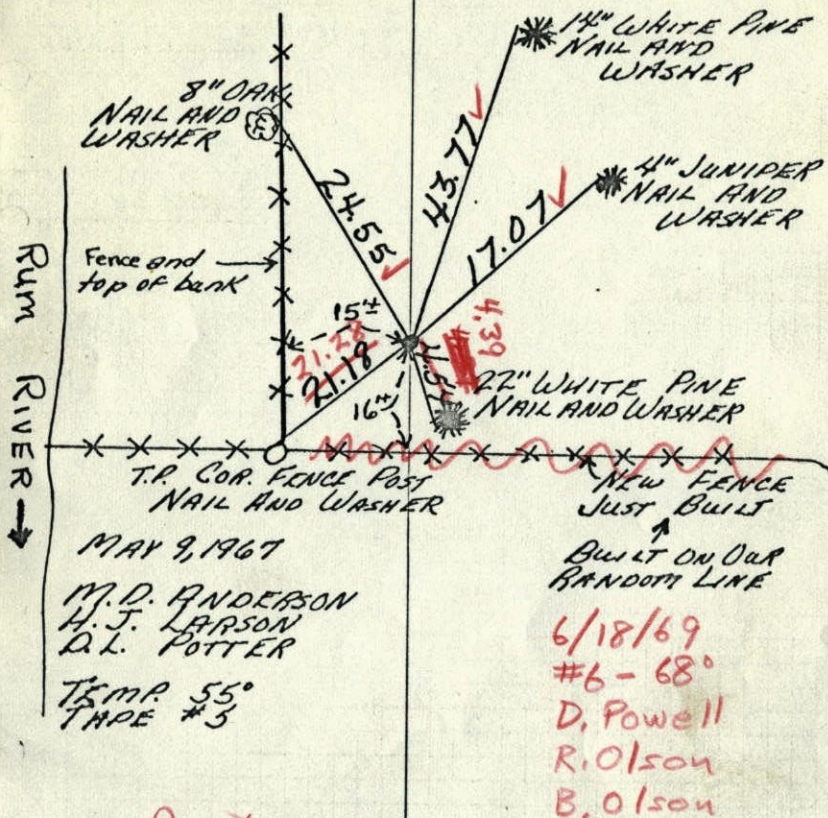 14" WHITE PINE
NAIL AND
WASHER
8" OAK
NAIL AND
WASHER
43.77
4" JUNIPER
NAIL AND
WASHER
24.55
17.07
Rum RIVER
Fence and
top of bank
15±
21.28
21.18
4.39
16±
22" WHITE PINE
NAIL AND WASHER
T.P. COR. FENCE POST
NAIL AND WASHER
NEW FENCE
JUST BUILT
BUILT ON OUR
RANDOM LINE
MAY 9, 1967
M.D. ANDERSON
H.J. LARSON
D.L. POTTER
TEMP. 55°
TAPE #5
6/18/69
#6 - 68°
D. Powell
R. Olson
B. Olson